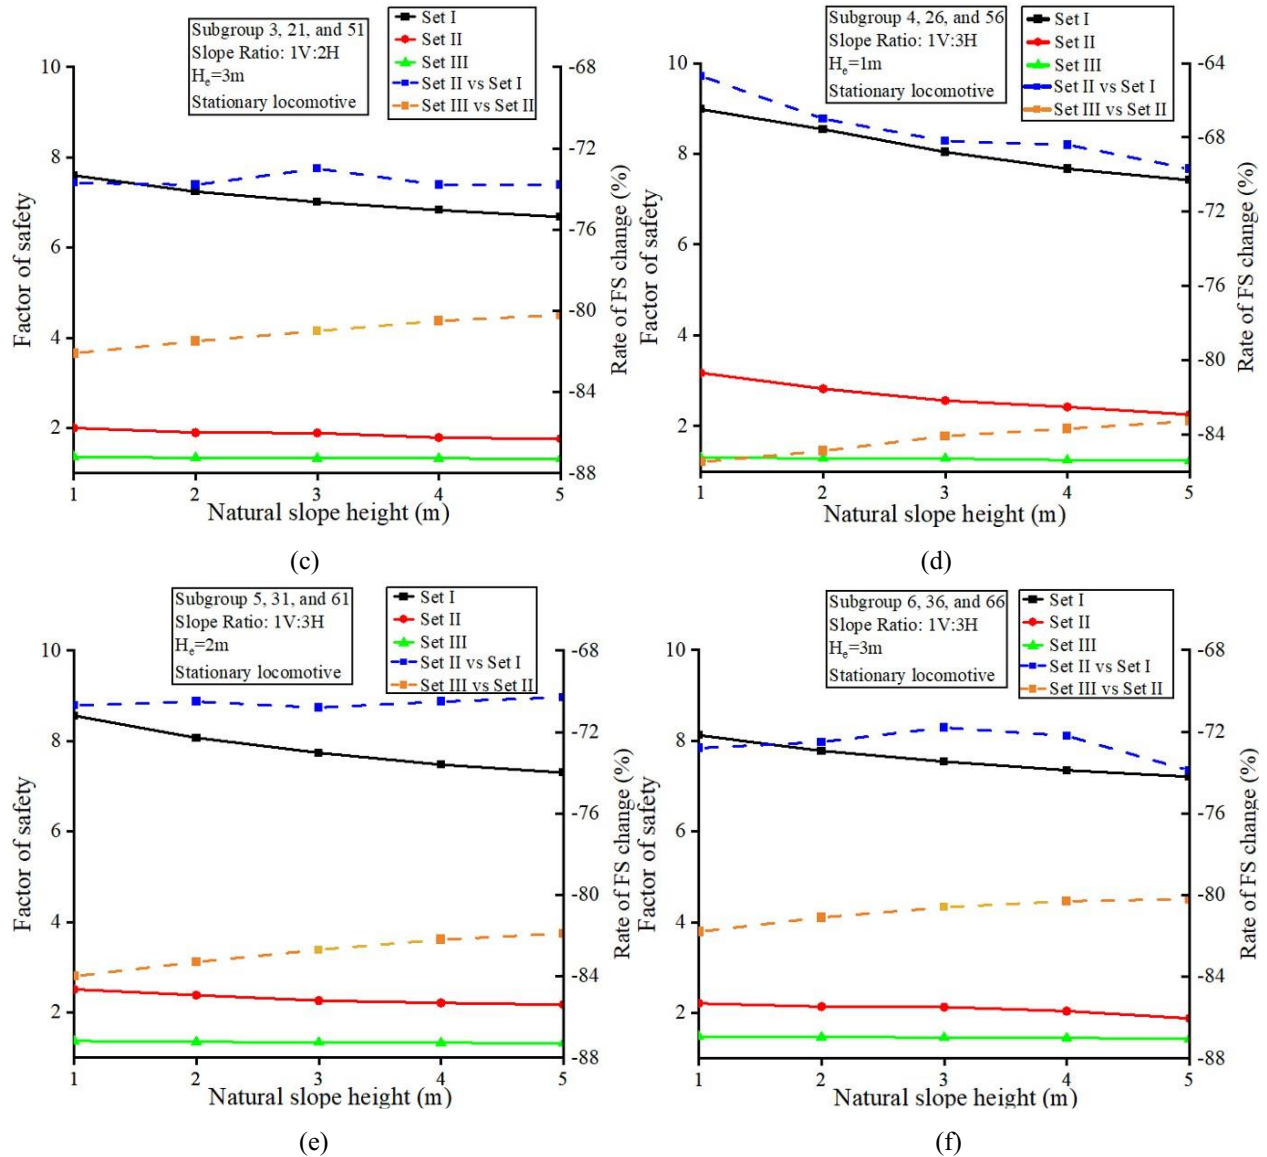 Subgroup 3, 21, and 51
Slope Ratio: 1V:2H
Hₑ=3m
Stationary locomotive
Set I
Set II
Set III
Set II vs Set I
Set III vs Set II
10
8
6
4
2
Factor of safety
-68
-72
-76
-80
-84
-88
Rate of FS change (%)
1 2 3 4 5
Natural slope height (m)
(c)
Subgroup 4, 26, and 56
Slope Ratio: 1V:3H
Hₑ=1m
Stationary locomotive
Set I
Set II
Set III
Set II vs Set I
Set III vs Set II
10
8
6
4
2
Factor of safety
-64
-68
-72
-76
-80
-84
Rate of FS change (%)
1 2 3 4 5
Natural slope height (m)
(d)
Subgroup 5, 31, and 61
Slope Ratio: 1V:3H
Hₑ=2m
Stationary locomotive
Set I
Set II
Set III
Set II vs Set I
Set III vs Set II
10
8
6
4
2
Factor of safety
-68
-72
-76
-80
-84
-88
Rate of FS change (%)
1 2 3 4 5
Natural slope height (m)
(e)
Subgroup 6, 36, and 66
Slope Ratio: 1V:3H
Hₑ=3m
Stationary locomotive
Set I
Set II
Set III
Set II vs Set I
Set III vs Set II
10
8
6
4
2
Factor of safety
-68
-72
-76
-80
-84
-88
Rate of FS change (%)
1 2 3 4 5
Natural slope height (m)
(f)